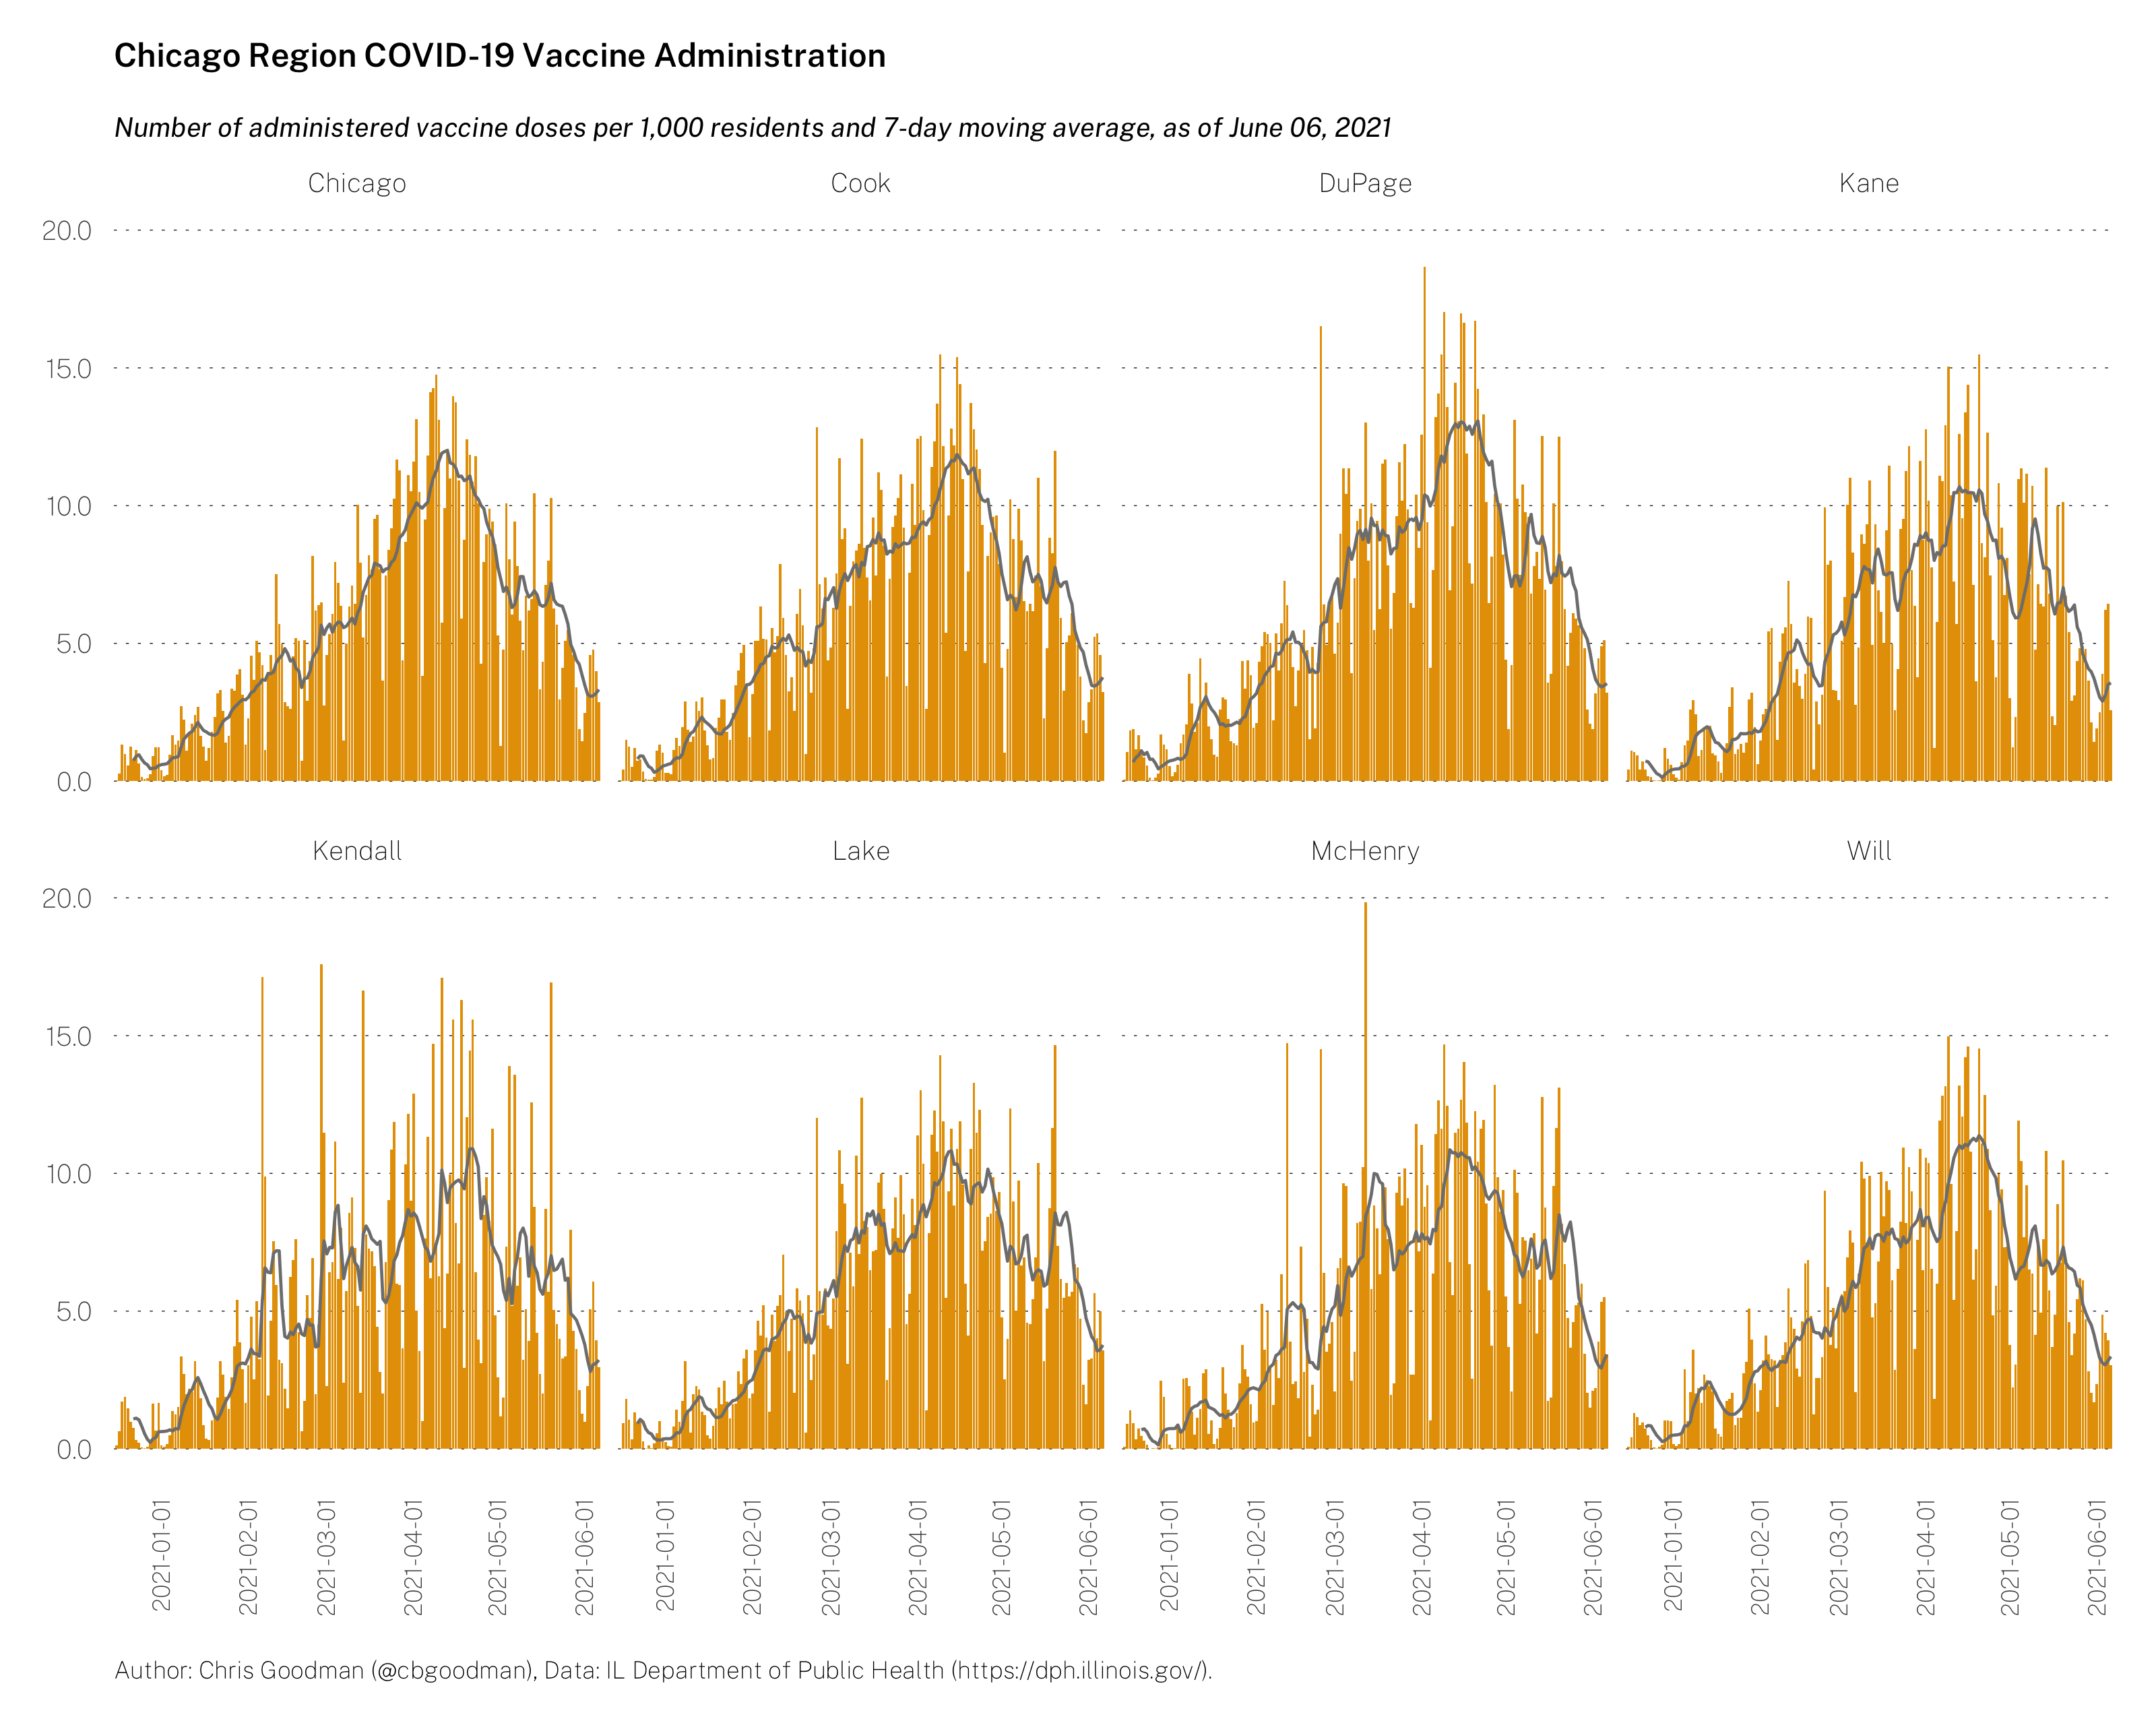 Chicago Region COVID-19 Vaccine Administration
Number of administered vaccine doses per 1,000 residents and 7-day moving average, as of June 06, 2021
Chicago Cook DuPage Kane
20.0
15.0
10.0
5.0
0.0
Kendall Lake McHenry Will
20.0
15.0
10.0
5.0
0.0
2021-01-01 2021-02-01 2021-03-01 2021-04-01 2021-05-01 2021-06-01 2021-01-01 2021-02-01 2021-03-01 2021-04-01 2021-05-01 2021-06-01 2021-01-01 2021-02-01 2021-03-01 2021-04-01 2021-05-01 2021-06-01 2021-01-01 2021-02-01 2021-03-01 2021-04-01 2021-05-01 2021-06-01
Author: Chris Goodman (@cbgoodman), Data: IL Department of Public Health (https://dph.illinois.gov/).